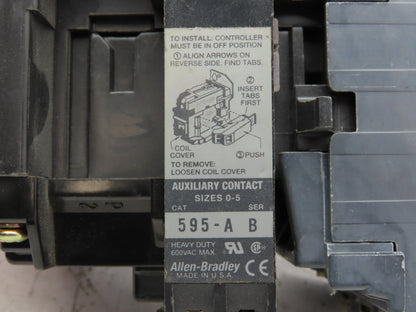 TO INSTALL: CONTROLLER
MUST BE IN OFF POSITION
① ALIGN ARROWS ON
REVERSE SIDE. FIND TABS.
②
INSERT
TABS
FIRST
COIL
COVER
③ PUSH
TO REMOVE:
LOOSEN COIL COVER
AUXILIARY CONTACT
SIZES 0-5
CAT SER
595-A B
HEAVY DUTY
600VAC MAX.
Allen-Bradley
MADE IN U.S.A.
CE